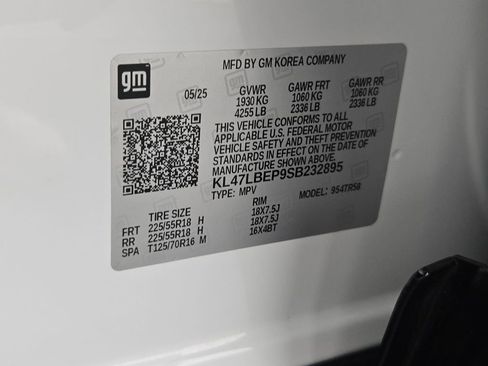 gm
MFD BY GM KOREA COMPANY
05/25 GVWR GAWR FRT GAWR RR
1930 KG 1060 KG 1060 KG
4255 LB 2336 LB 2336 LB
THIS VEHICLE CONFORMS TO ALL
APPLICABLE U.S. FEDERAL MOTOR
VEHICLE SAFETY AND THEFT PREVENTION
STANDARDS IN EFFECT ON THE DATE OF
MANUFACTURE SHOWN ABOVE.
KL47LBEP9SB232895
TYPE: MPV MODEL: 954TR58
TIRE SIZE RIM
FRT 225/55R18 H 18X7.5J
RR 225/55R18 H 18X7.5J
SPA T125/70R16 M 16X4BT